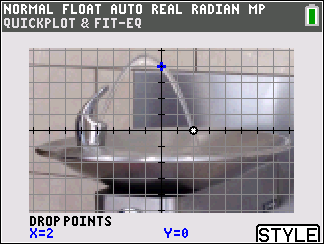 NORMAL FLOAT AUTO REAL RADIAN MP
QUICKPLOT & FIT-EQ
DROP POINTS
X=2 Y=0
STYLE